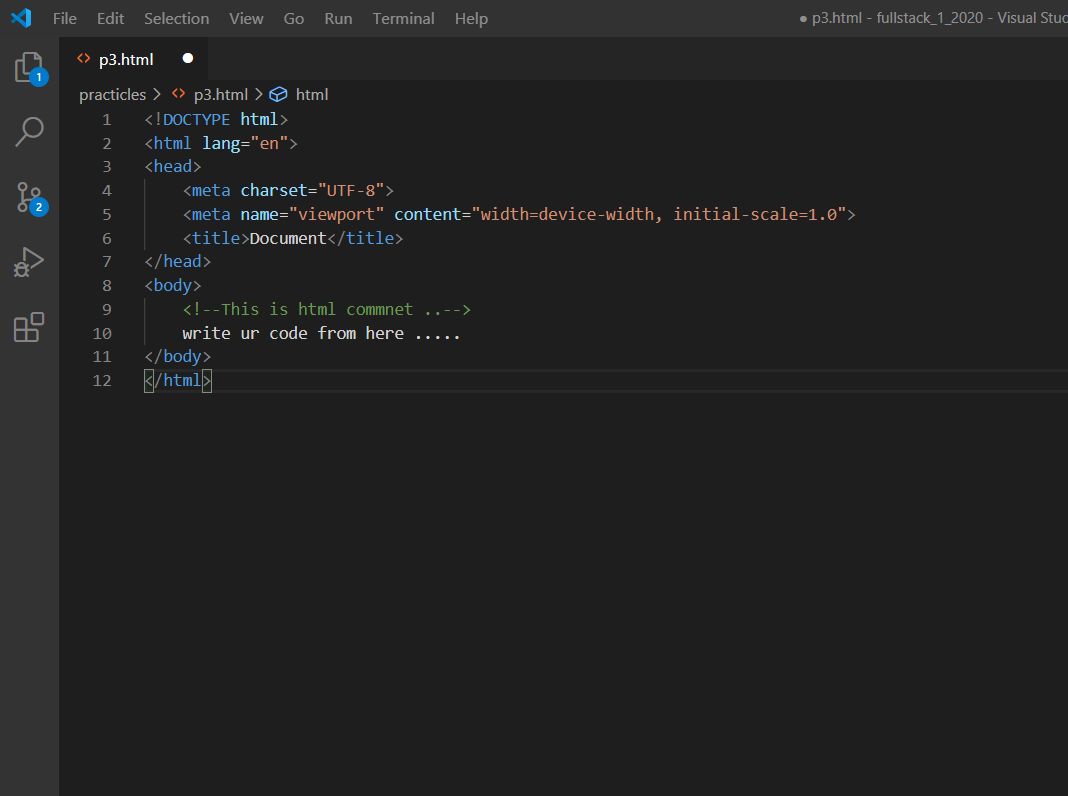 File Edit Selection View Go Run Terminal Help ● p3.html - fullstack_1_2020 - Visual Stuc
<> p3.html ●
1
practicles > <> p3.html > html
1 <!DOCTYPE html>
2 <html lang="en">
3 <head>
4 <meta charset="UTF-8">
5 <meta name="viewport" content="width=device-width, initial-scale=1.0">
2
6 <title>Document</title>
7 </head>
8 <body>
9 <!--This is html commnet ..-->
10 write ur code from here .....
11 </body>
12 </html>